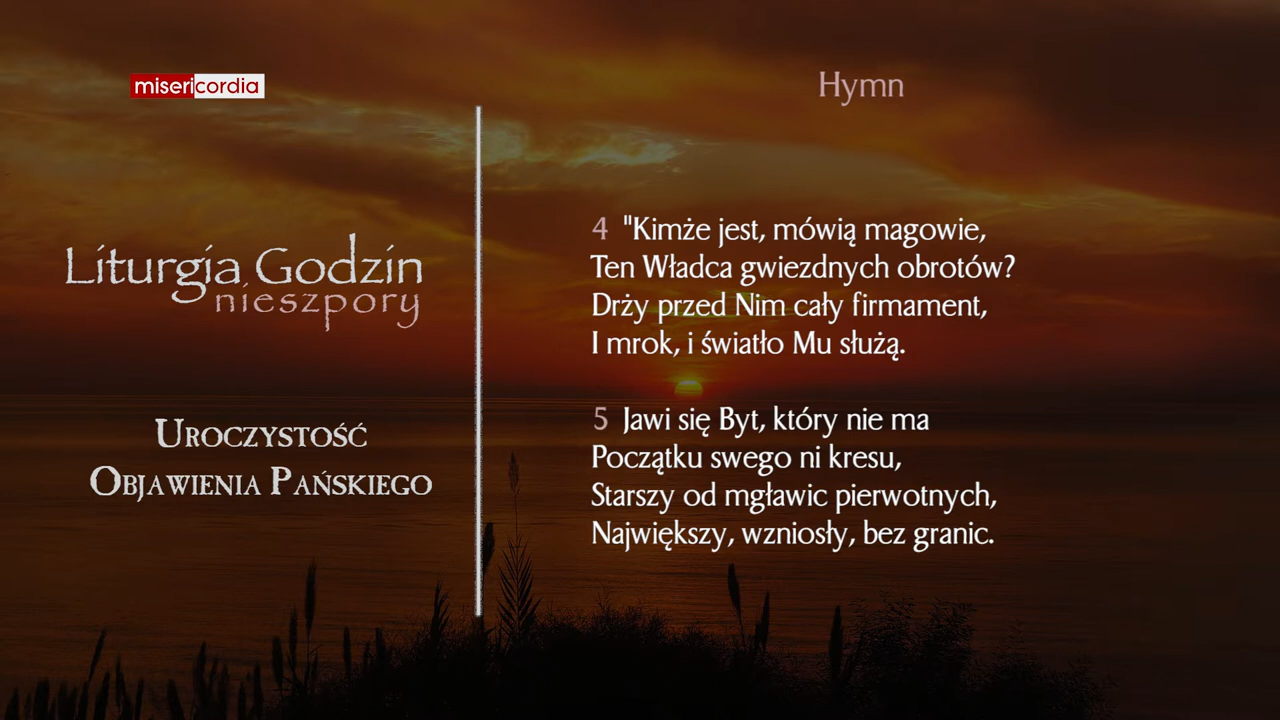 misericordia
Liturgia Godzin
nieszpory
Uroczystość
Objawienia Pańskiego
Hymn
4 "Kimże jest, mówią magowie,
Ten Władca gwiezdnych obrotów?
Drży przed Nim cały firmament,
I mrok, i światło Mu służą.
5 Jawi się Byt, który nie ma
Początku swego ni kresu,
Starszy od mgławic pierwotnych,
Największy, wzniosły, bez granic.